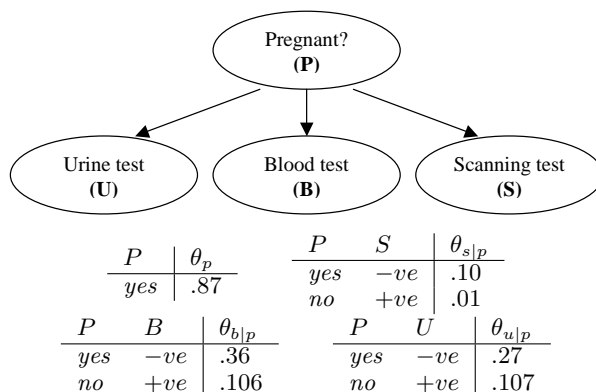 Pregnant?
(P)
Urine test
(U)
Blood test
(B)
Scanning test
(S)
P θp
yes .87
P S θs|p
yes −ve .10
no +ve .01
P B θb|p
yes −ve .36
no +ve .106
P U θu|p
yes −ve .27
no +ve .107